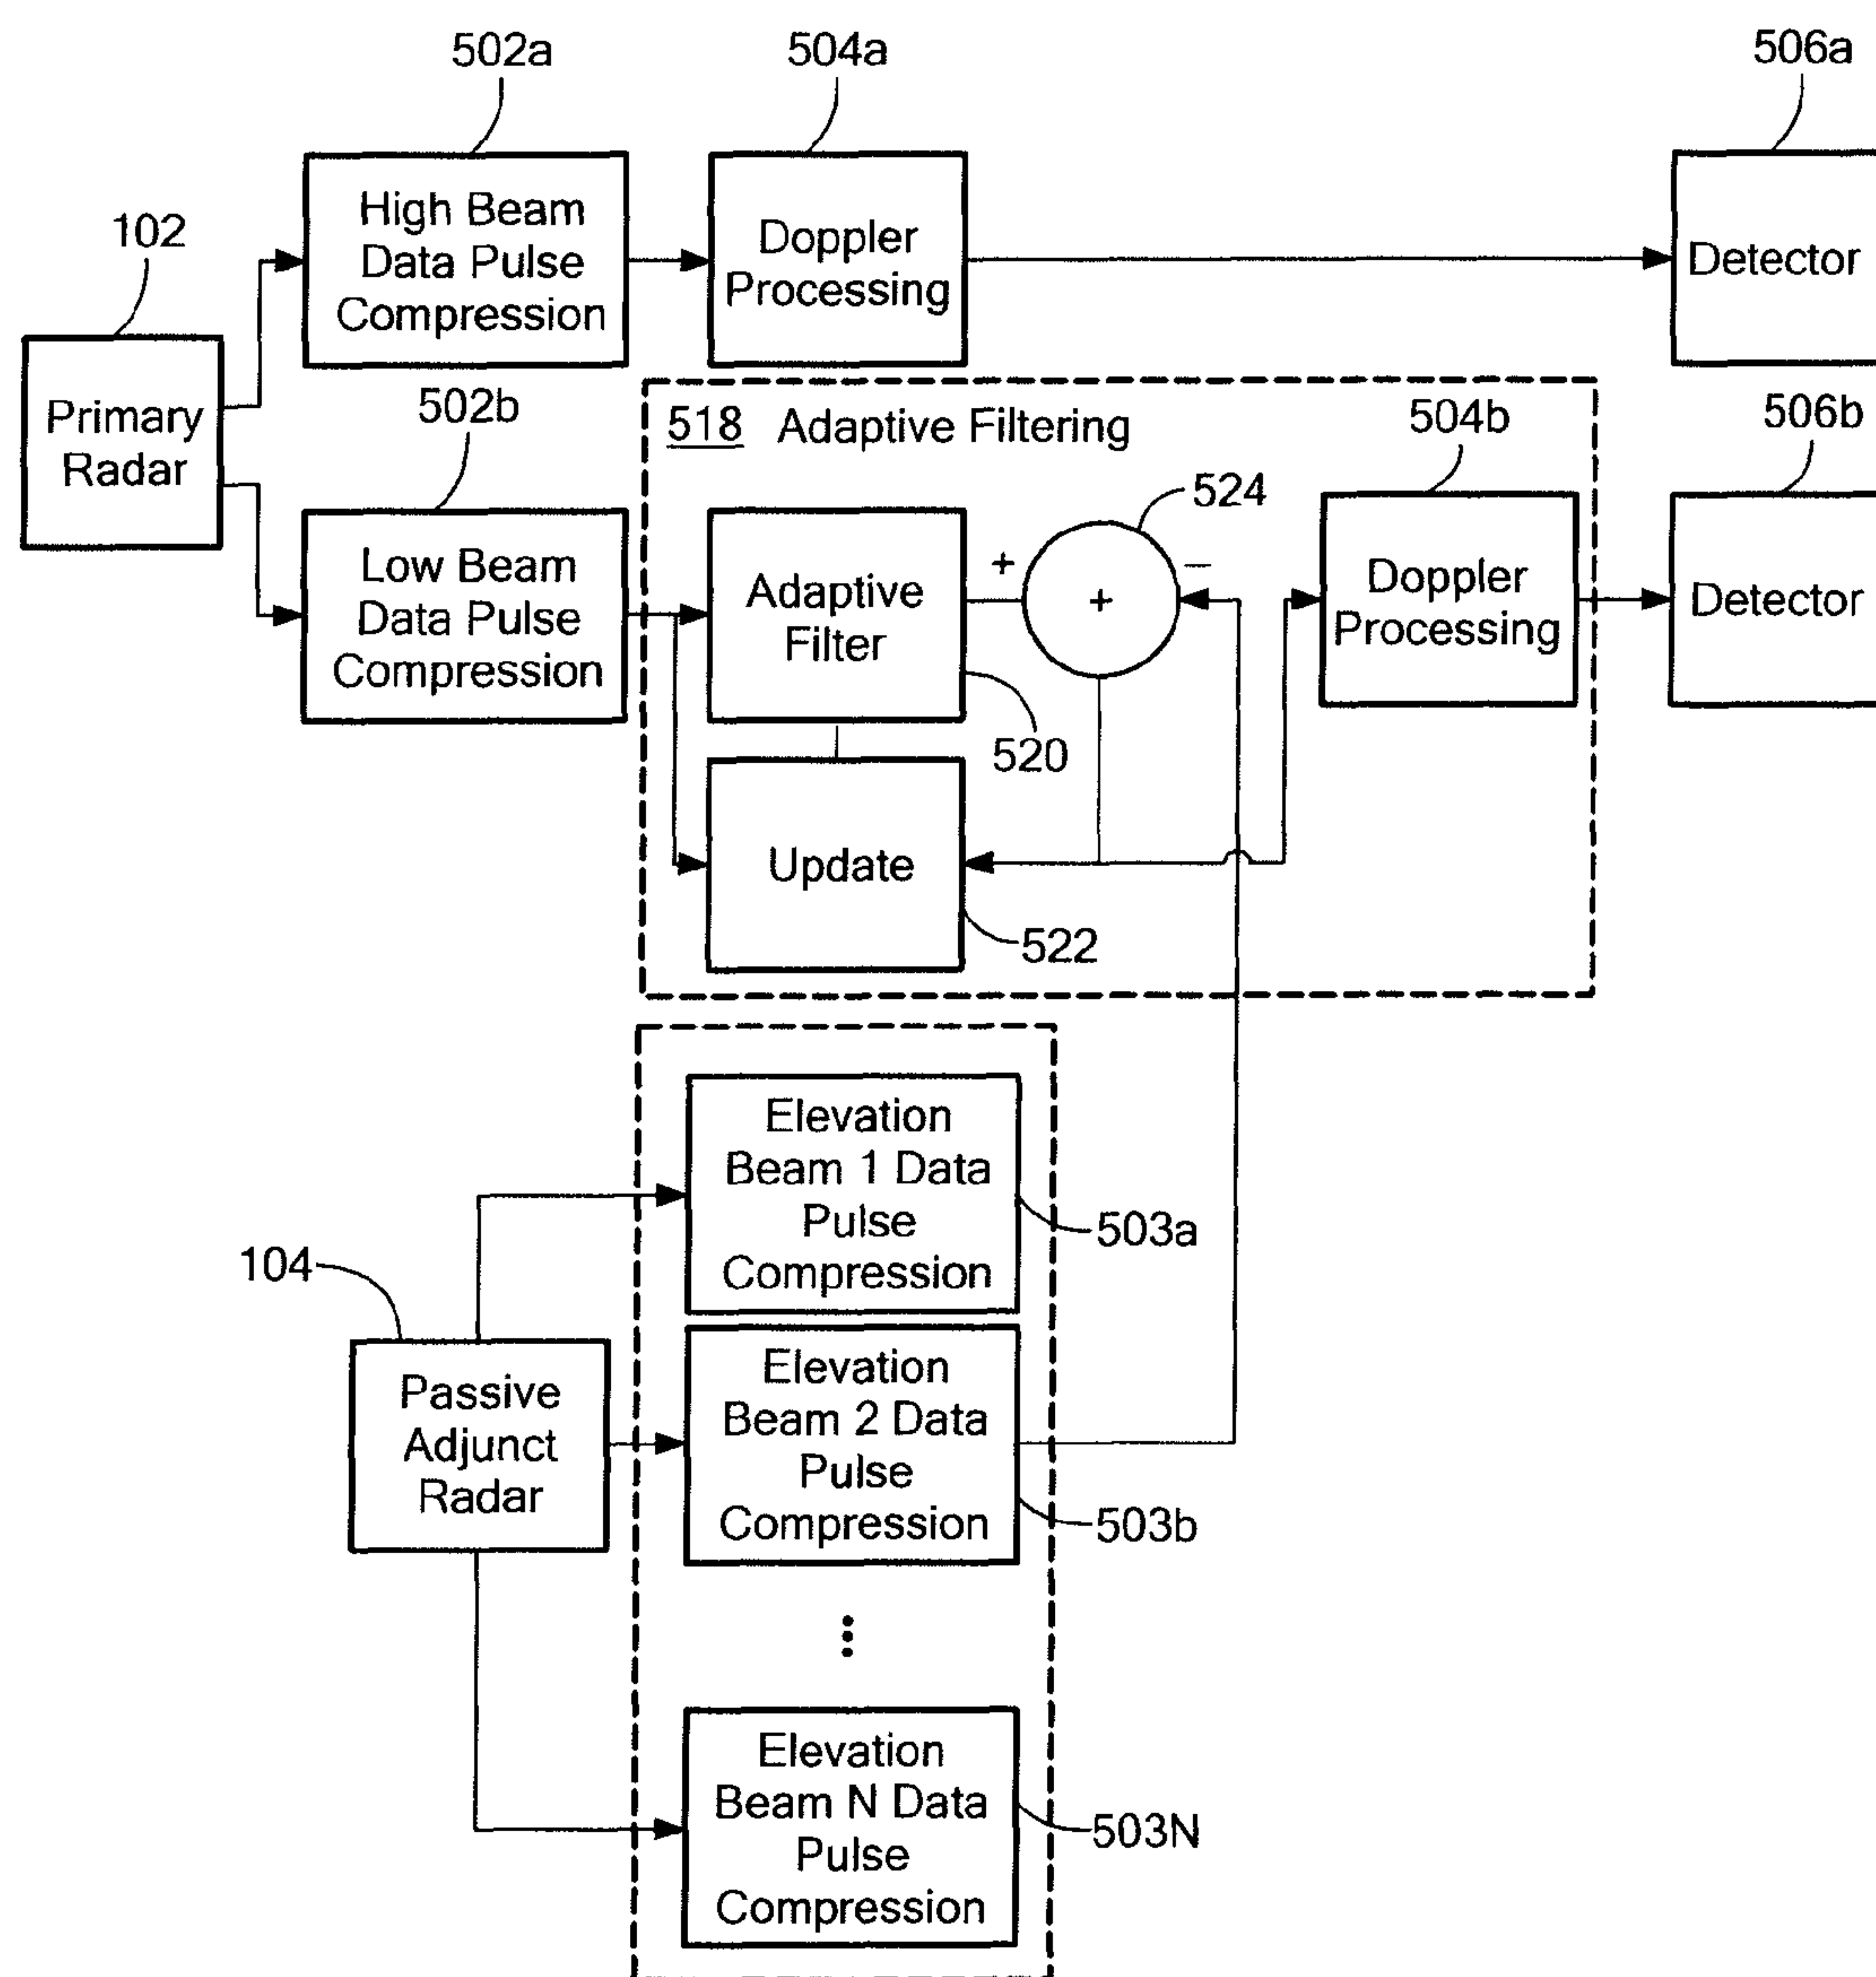 502a
504a
506a
102
High Beam
Data Pulse
Compression
Doppler
Processing
Detector
Primary
Radar
502b
518 Adaptive Filtering
504b
506b
524
Low Beam
Data Pulse
Compression
Adaptive
Filter
+
+
–
Doppler
Processing
Detector
520
Update
522
Elevation
Beam 1 Data
Pulse
Compression
503a
104
Passive
Adjunct
Radar
Elevation
Beam 2 Data
Pulse
Compression
503b
Elevation
Beam N Data
Pulse
Compression
503N